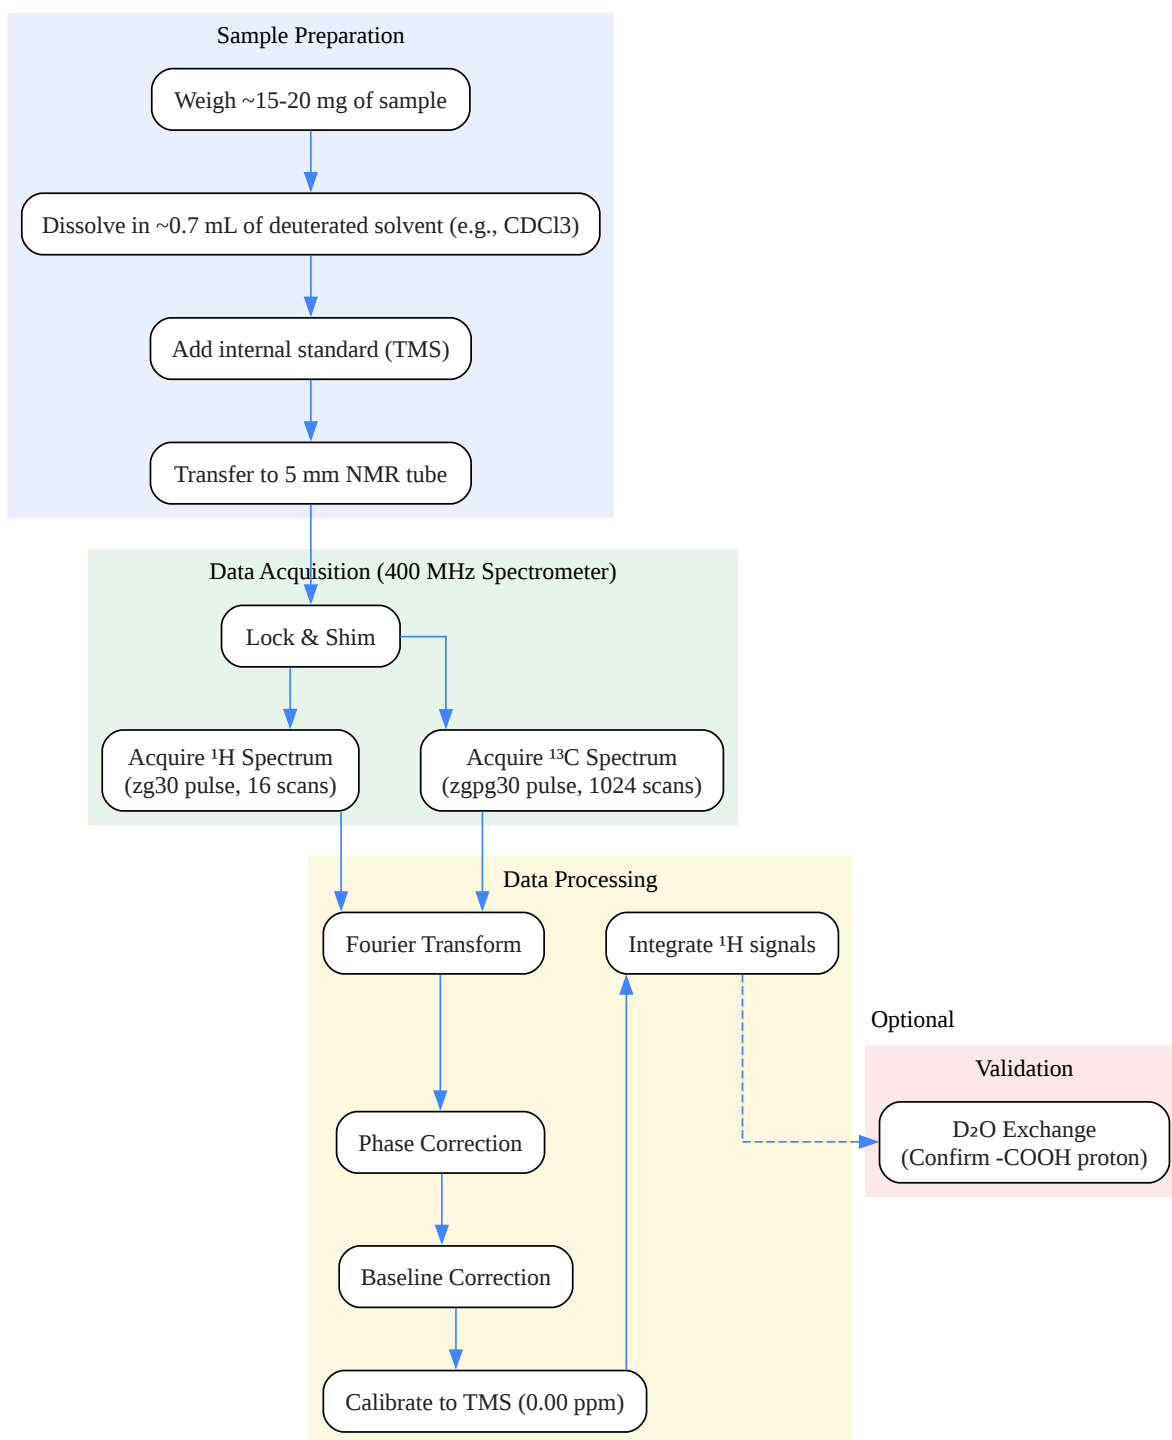 Sample Preparation
Weigh ~15-20 mg of sample
Dissolve in ~0.7 mL of deuterated solvent (e.g., CDCl3)
Add internal standard (TMS)
Transfer to 5 mm NMR tube
Data Acquisition (400 MHz Spectrometer)
Lock & Shim
Acquire ¹H Spectrum
(zg30 pulse, 16 scans)
Acquire ¹³C Spectrum
(zgpg30 pulse, 1024 scans)
Data Processing
Fourier Transform
Integrate ¹H signals
Phase Correction
Baseline Correction
Calibrate to TMS (0.00 ppm)
Optional
Validation
D₂O Exchange
(Confirm -COOH proton)